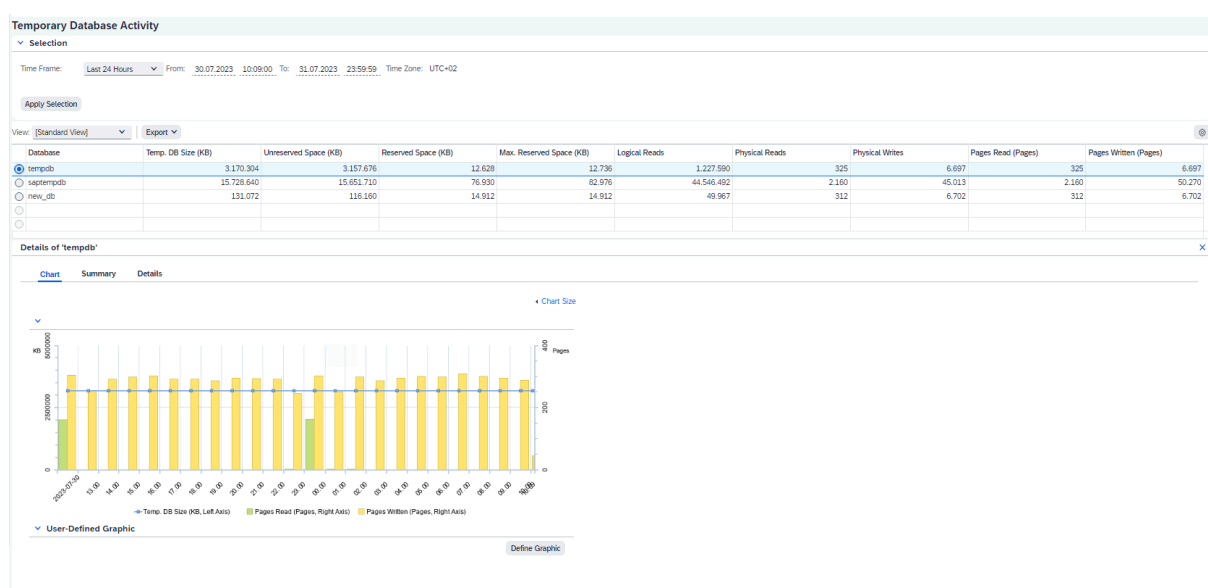 Temporary Database Activity
Selection
Time Frame: Last 24 Hours From: 30.07.2023 10:09:00 To: 31.07.2023 23:59:59 Time Zone: UTC+02
Apply Selection
View: [Standard View] Export
Database Temp. DB Size (KB) Unreserved Space (KB) Reserved Space (KB) Max. Reserved Space (KB) Logical Reads Physical Reads Physical Writes Pages Read (Pages) Pages Written (Pages)
tempdb 3.170.304 3.157.676 12.628 12.736 1.227.590 325 6.697 325 6.697
saptempdb 15.728.640 15.651.710 76.930 82.976 44.546.492 2.160 45.013 2.160 50.270
new_db 131.072 116.160 14.912 14.912 49.967 312 6.702 312 6.702
Details of 'tempdb'
Chart Summary Details
Chart Size
KB 400 Pages
200
0 0
2023-07-30 13.00 14.00 15.00 16.00 17.00 18.00 19.00 20.00 21.00 22.00 23.00 00.00 01.00 02.00 03.00 04.00 05.00 06.00 07.00 08.00 09.00
Temp. DB Size (KB, Left Axis) Pages Read (Pages, Right Axis) Pages Written (Pages, Right Axis)
User-Defined Graphic
Define Graphic